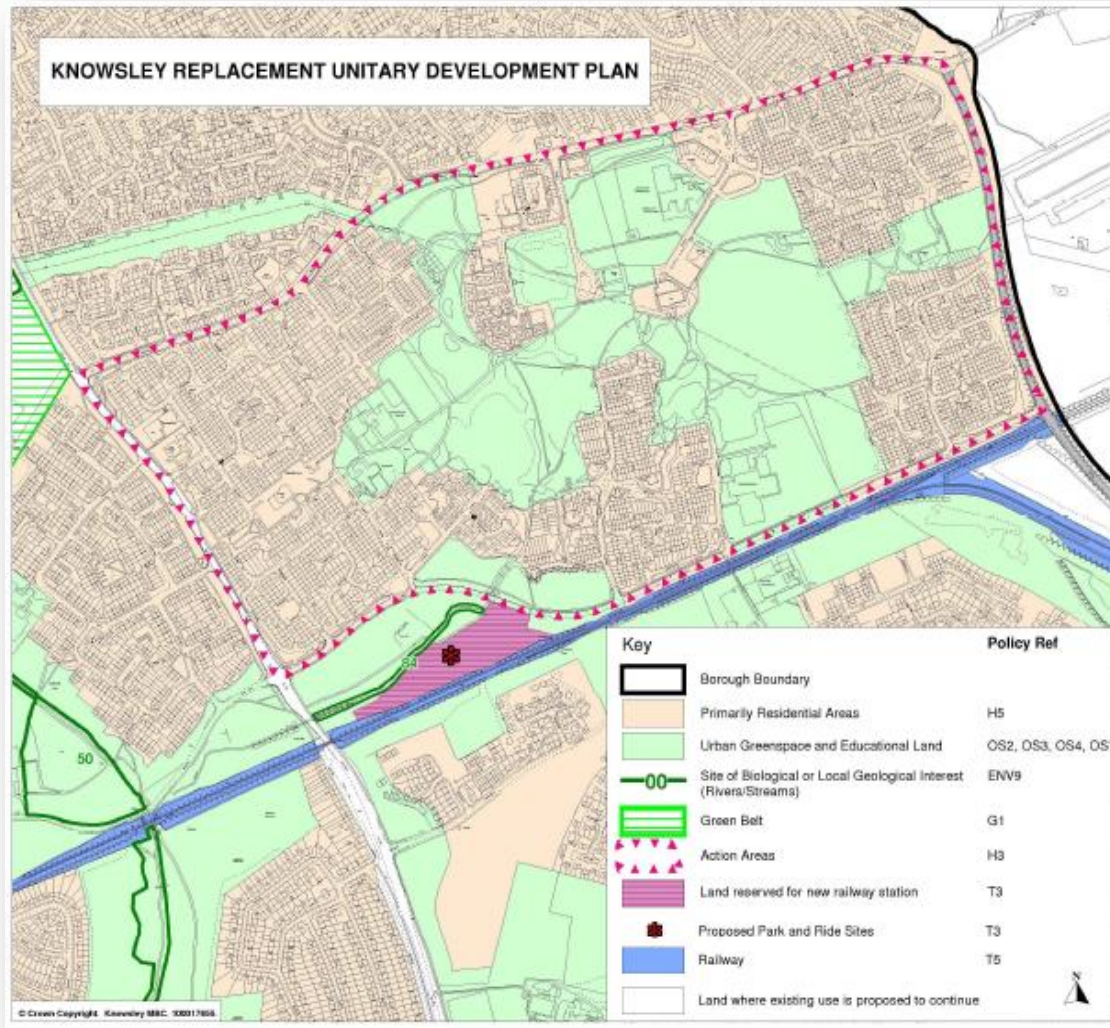 KNOWSLEY REPLACEMENT UNITARY DEVELOPMENT PLAN
84
50
Key Policy Ref
Borough Boundary
Primarily Residential Areas H5
Urban Greenspace and Educational Land OS2, OS3, OS4, OS
00 Site of Biological or Local Geological Interest ENV9
(Rivers/Streams)
Green Belt G1
Action Areas H3
Land reserved for new railway station T3
Proposed Park and Ride Sites T3
Railway T5
Land where existing use is proposed to continue
N
© Crown Copyright. Knowsley MBC. 100017655